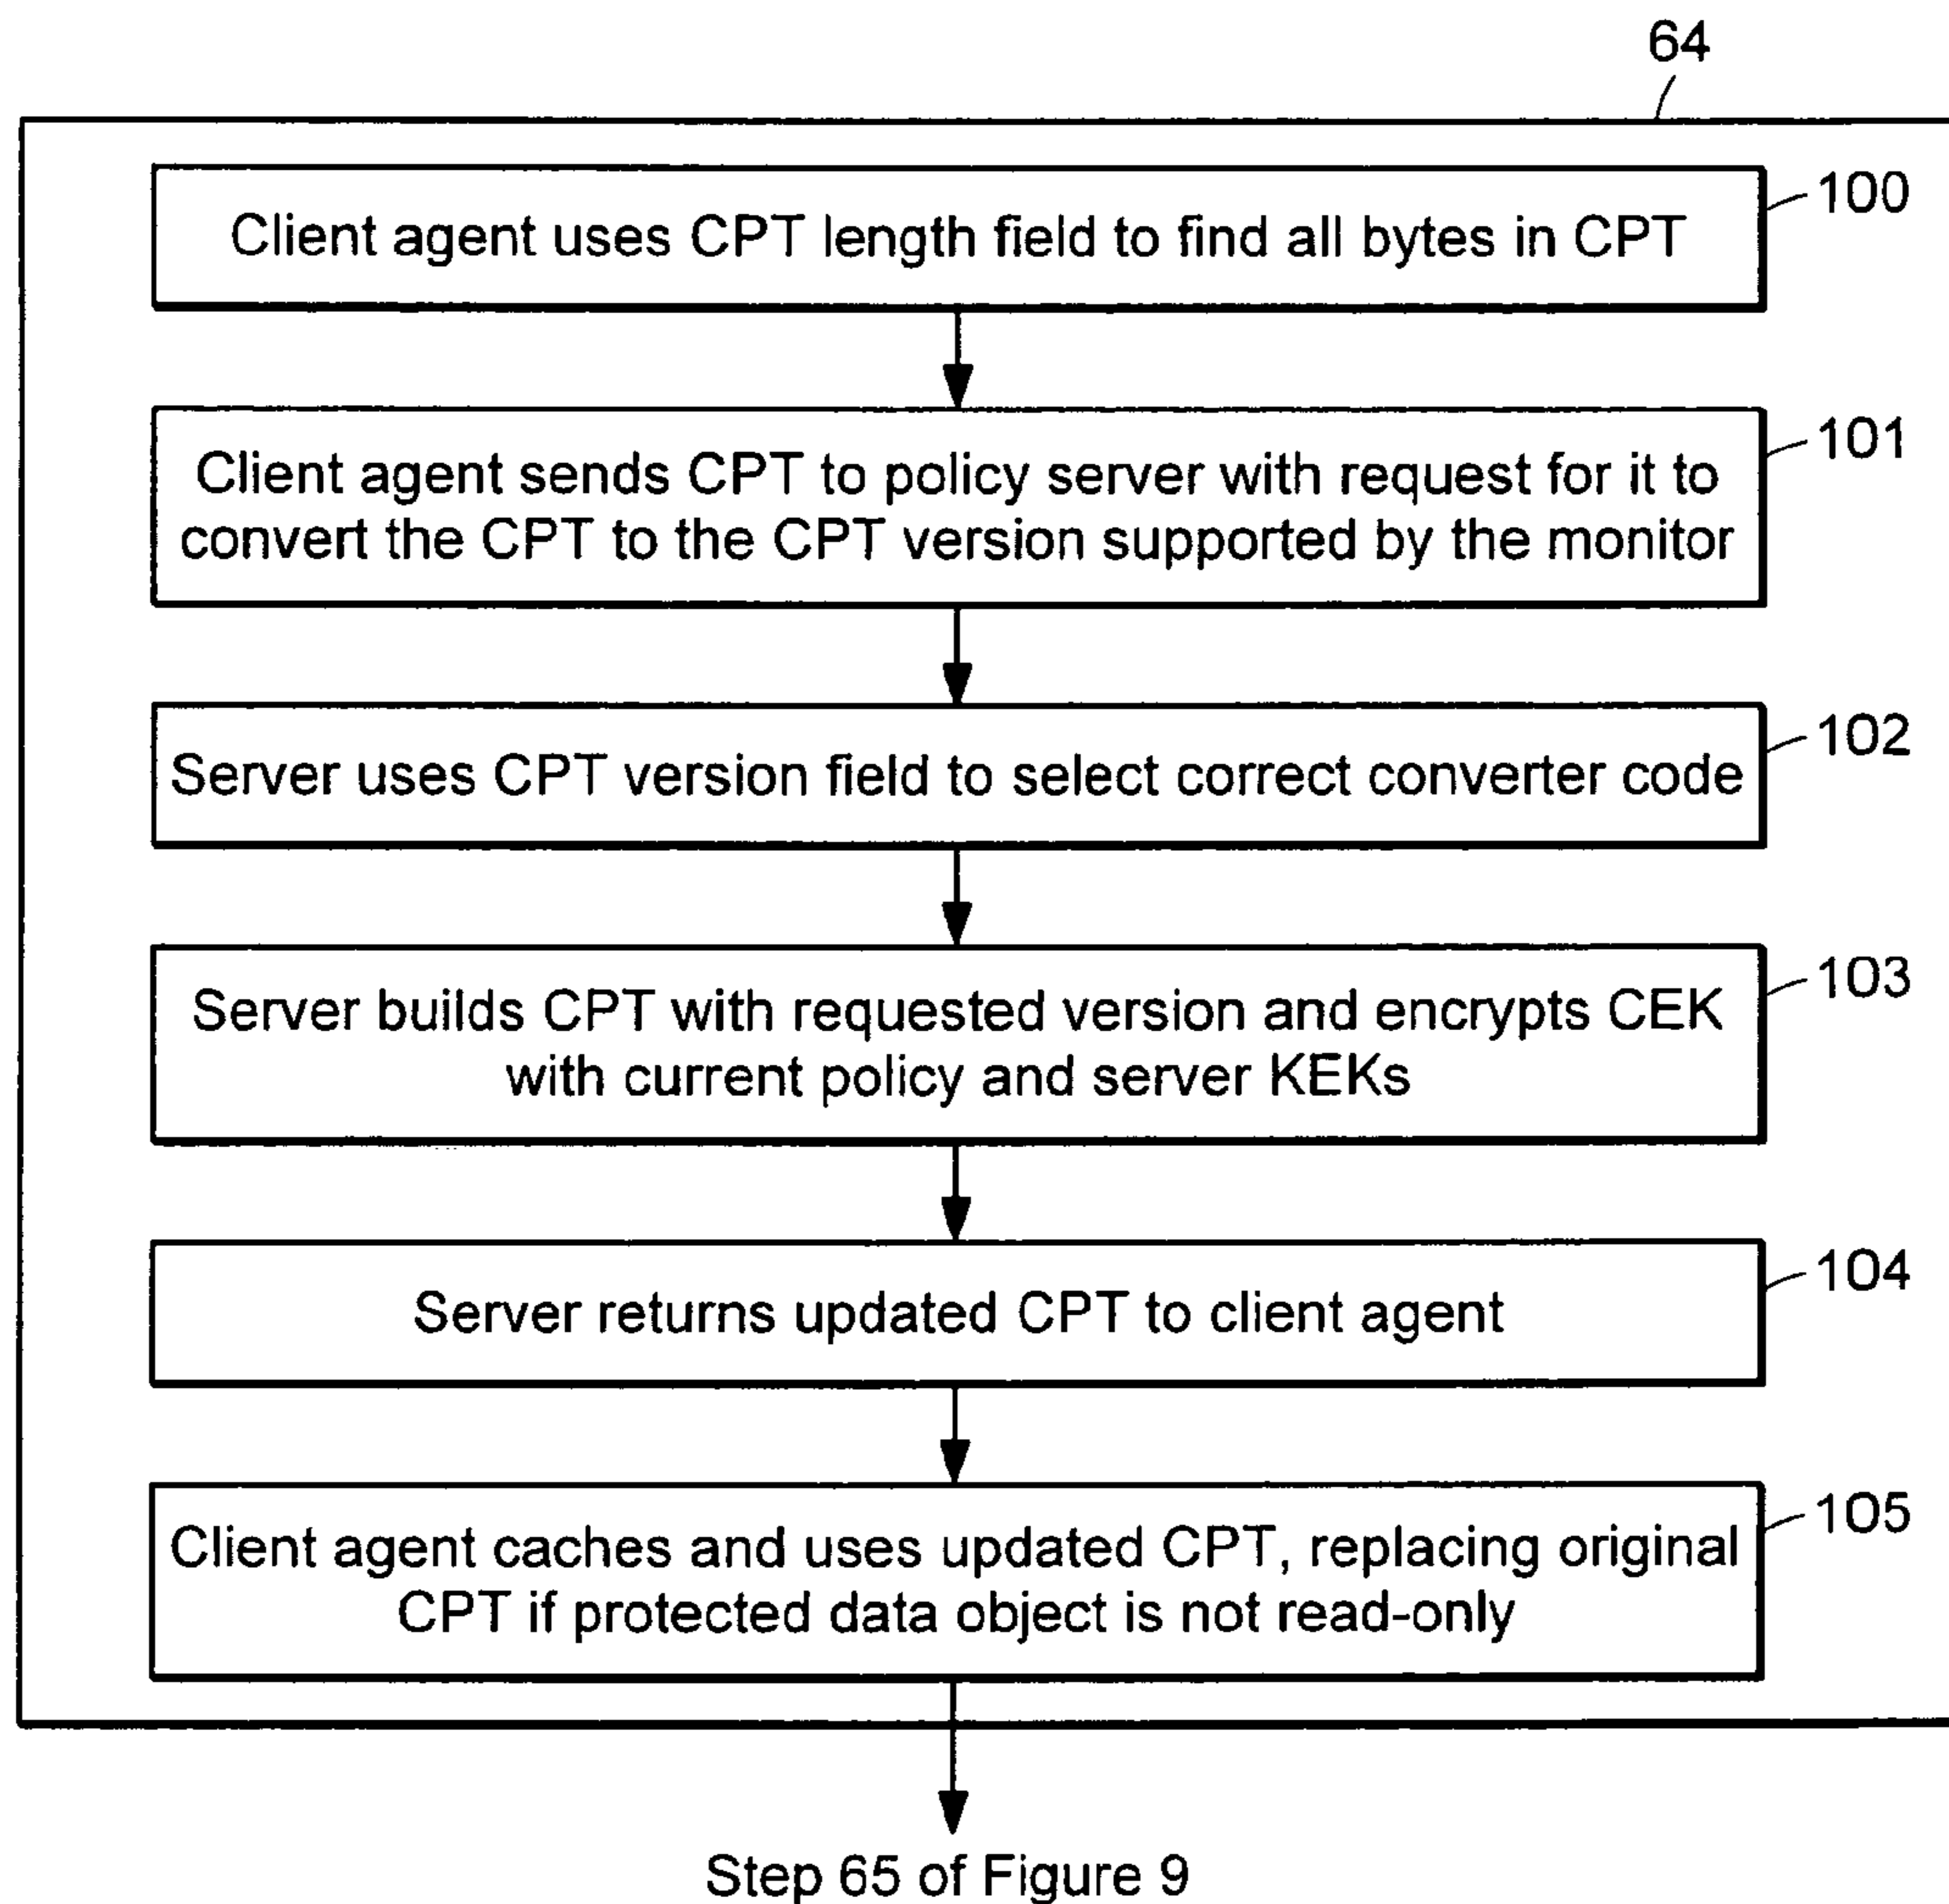 64
Client agent uses CPT length field to find all bytes in CPT
100
Client agent sends CPT to policy server with request for it to
convert the CPT to the CPT version supported by the monitor
101
Server uses CPT version field to select correct converter code
102
Server builds CPT with requested version and encrypts CEK
with current policy and server KEKs
103
Server returns updated CPT to client agent
104
Client agent caches and uses updated CPT, replacing original
CPT if protected data object is not read-only
105
Step 65 of Figure 9